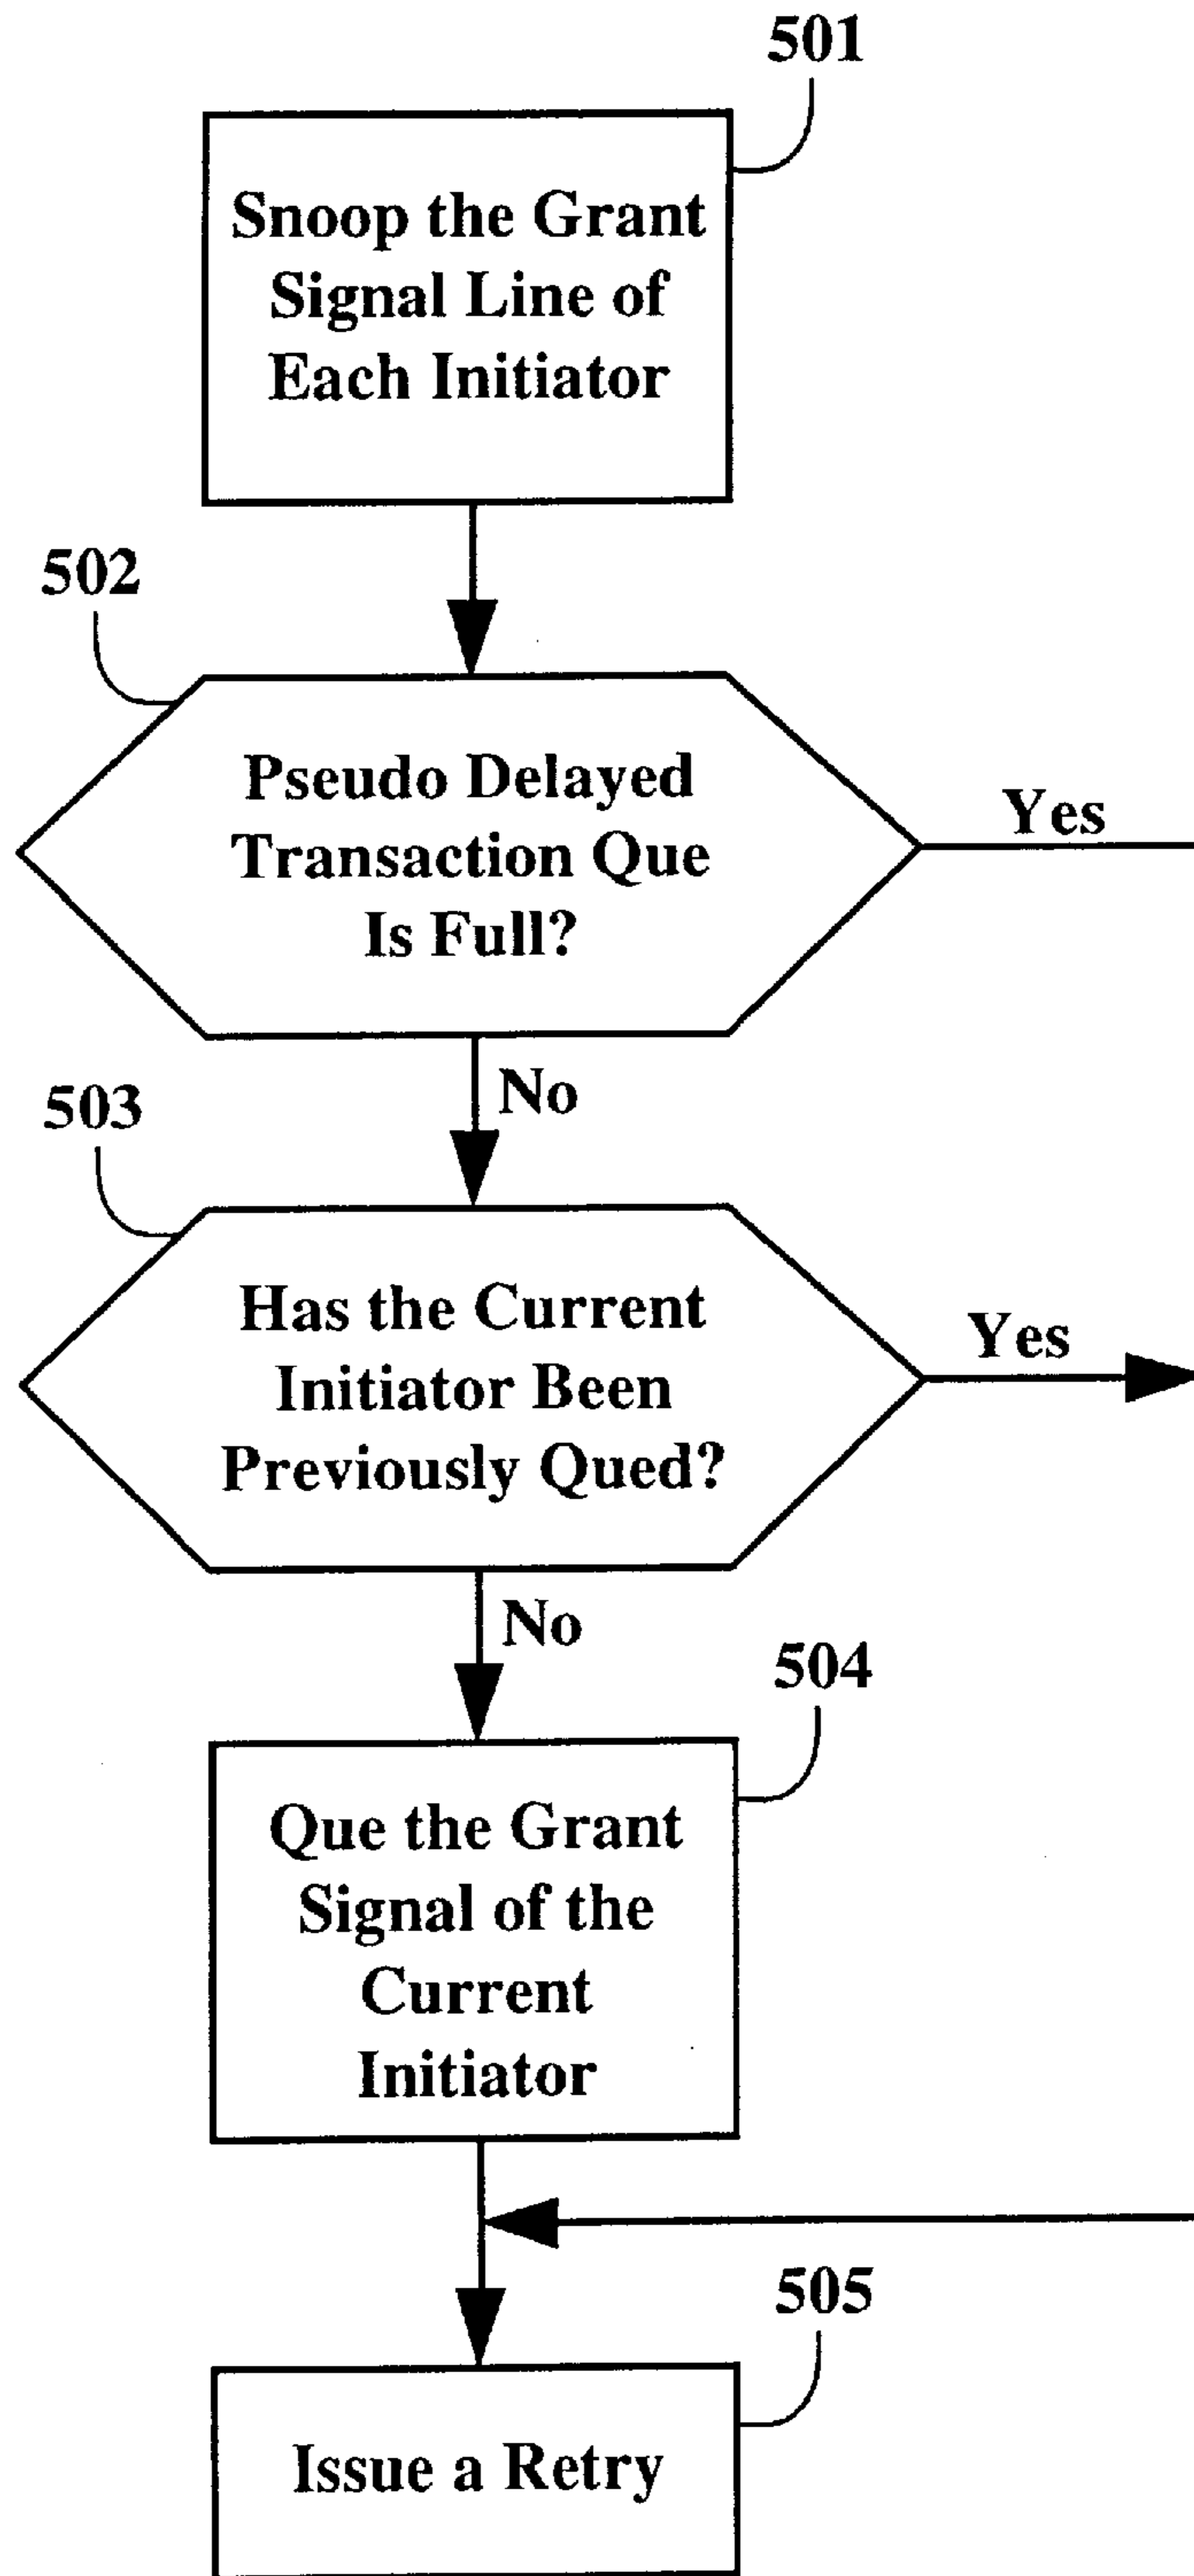 501
Snoop the Grant
Signal Line of
Each Initiator
502
Pseudo Delayed
Transaction Que
Is Full?
Yes
No
503
Has the Current
Initiator Been
Previously Qued?
Yes
No
504
Que the Grant
Signal of the
Current
Initiator
505
Issue a Retry